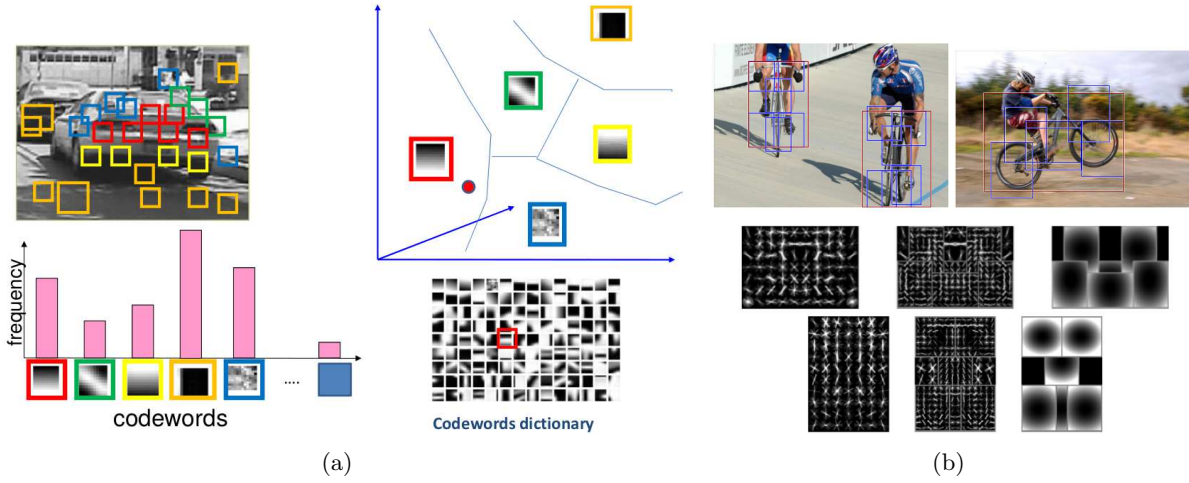 frequency
....
codewords
Codewords dictionary
(a)
(b)